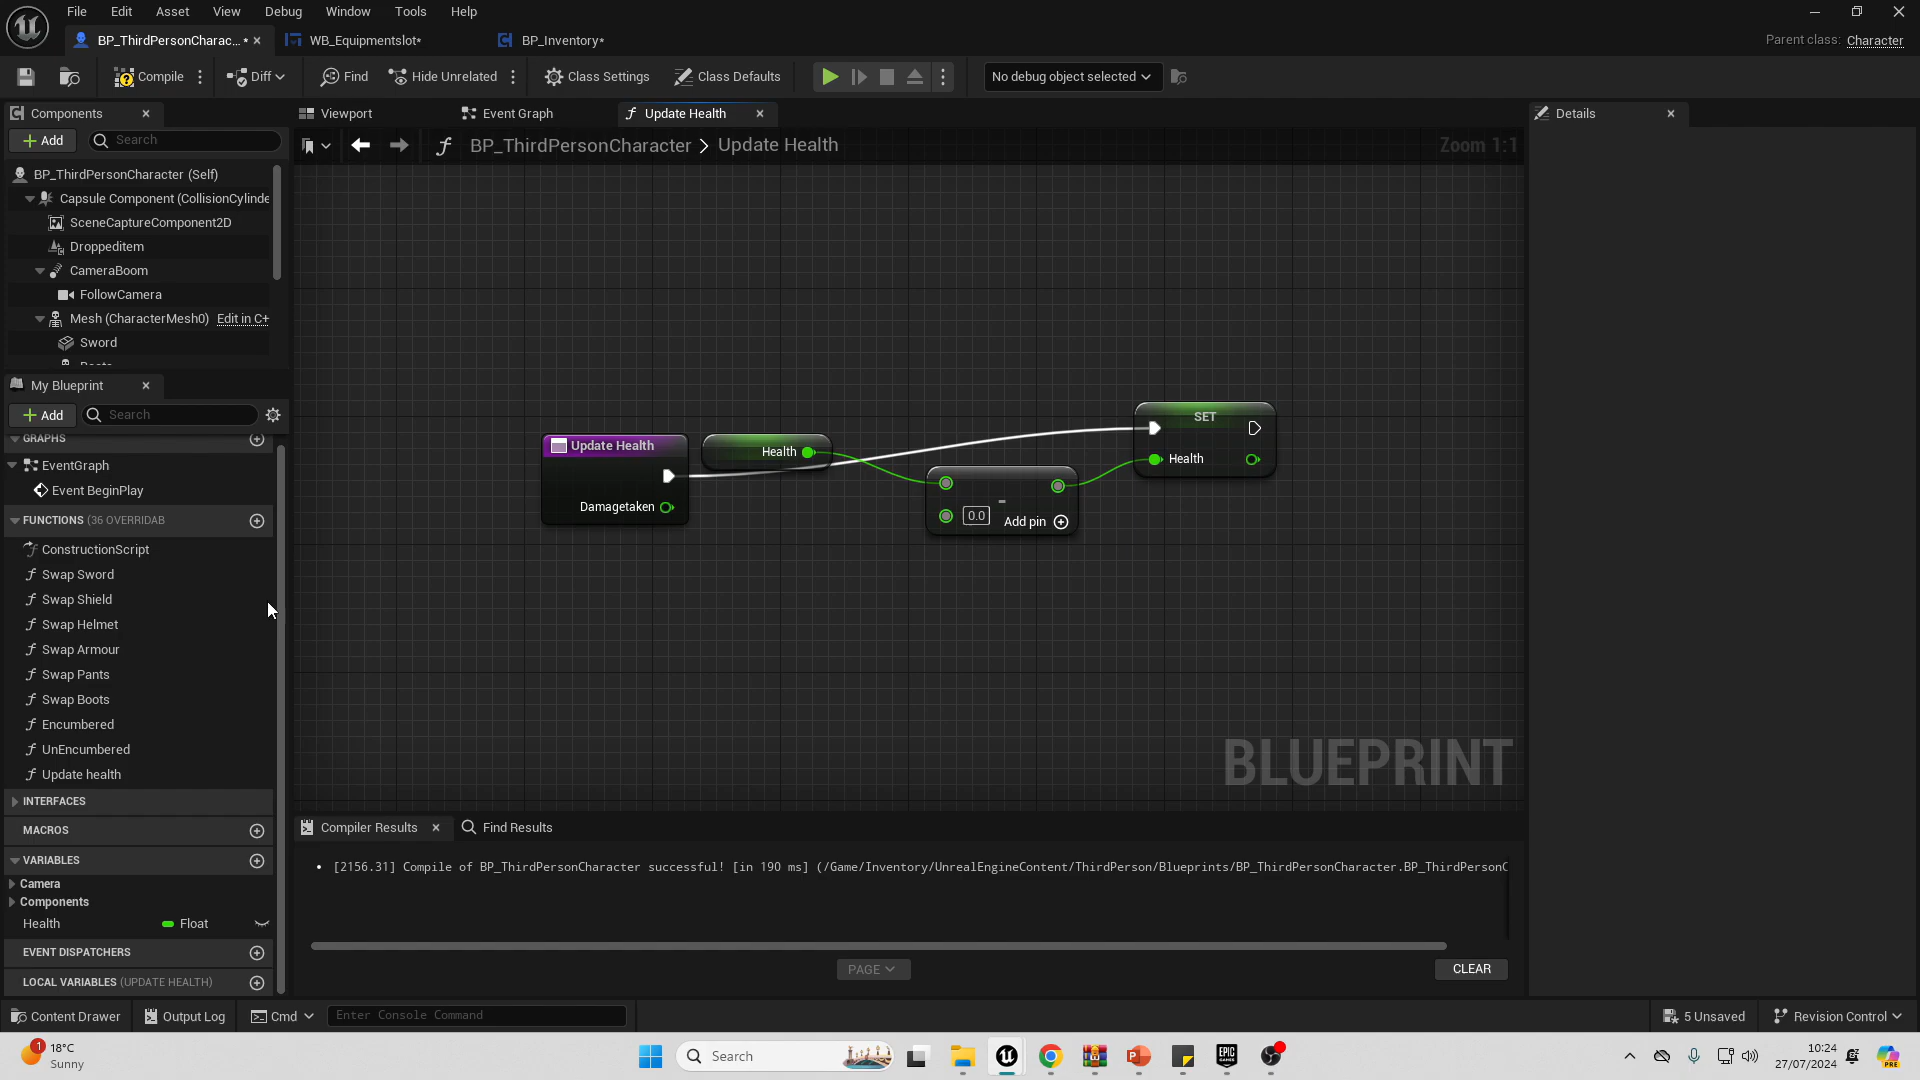 File Edit Asset View Debug Window Tools Help
BP_ThirdPersonCharac... * WB_Equipmentslot* BP_Inventory* Parent class: Character
Compile Diff Find Hide Unrelated Class Settings Class Defaults No debug object selected
Components Viewport Event Graph Update Health Details
Add Search BP_ThirdPersonCharacter > Update Health Zoom 1:1
BP_ThirdPersonCharacter (Self)
Capsule Component (CollisionCylinde
SceneCaptureComponent2D
Droppeditem
CameraBoom
FollowCamera
Mesh (CharacterMesh0) Edit in C+
Sword
My Blueprint
Add Search
GRAPHS
EventGraph
Event BeginPlay
FUNCTIONS (36 OVERRIDAB
ConstructionScript
Swap Sword
Swap Shield
Swap Helmet
Swap Armour
Swap Pants
Swap Boots
Encumbered
UnEncumbered
Update health
INTERFACES
MACROS
VARIABLES
Camera
Components
Health Float
EVENT DISPATCHERS
LOCAL VARIABLES (UPDATE HEALTH)
Update Health
Damagetaken
Health
-
0.0 Add pin
SET
Health
BLUEPRINT
Compiler Results Find Results
• [2156.31] Compile of BP_ThirdPersonCharacter successful! [in 190 ms] (/Game/Inventory/UnrealEngineContent/ThirdPerson/Blueprints/BP_ThirdPersonCharacter.BP_ThirdPersonC
PAGE CLEAR
Content Drawer Output Log Cmd Enter Console Command 5 Unsaved Revision Control
1 18°C
Sunny
Search
EPIC GAMES
10:24
27/07/2024
PRE